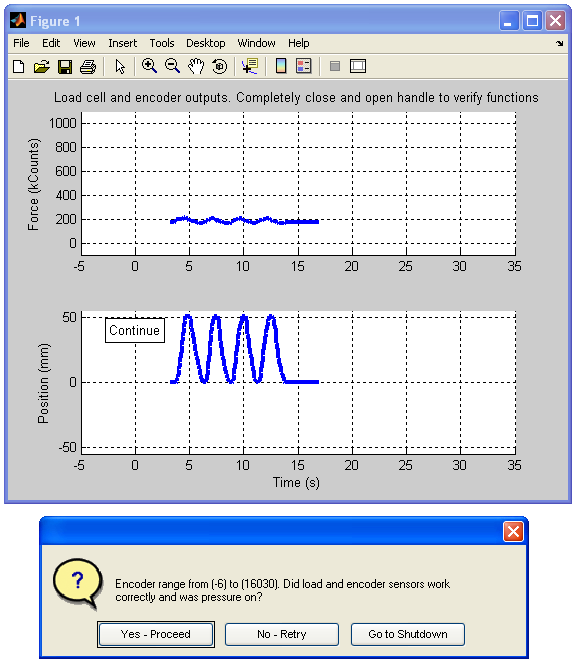 Figure 1
File Edit View Insert Tools Desktop Window Help
Load cell and encoder outputs. Completely close and open handle to verify functions
Force (kCounts)
1000
800
600
400
200
0
-5 0 5 10 15 20 25 30 35
Position (mm)
50
0
-50
Continue
-5 0 5 10 15 20 25 30 35
Time (s)
?
Encoder range from (-6) to (16030). Did load and encoder sensors work
correctly and was pressure on?
Yes - Proceed No - Retry Go to Shutdown